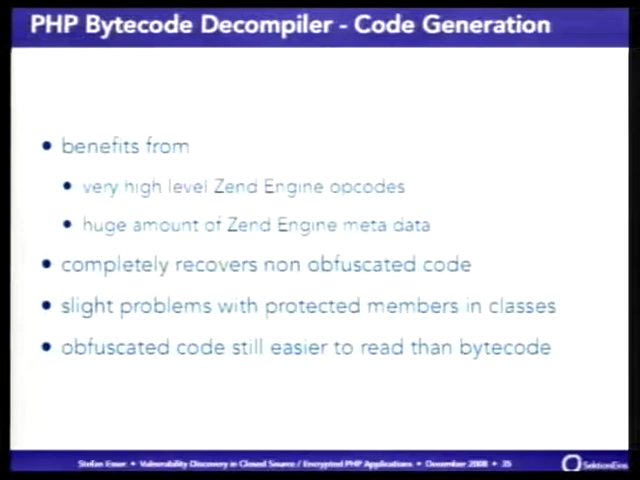 PHP Bytecode Decompiler - Code Generation
• benefits from
• very high level Zend Engine opcodes
• huge amount of Zend Engine meta data
• completely recovers non obfuscated code
• slight problems with protected members in classes
• obfuscated code still easier to read than bytecode
Stefan Esser • Vulnerability Discovery in Closed Source / Encrypted PHP Applications • December 2008 • 35
SektionEins